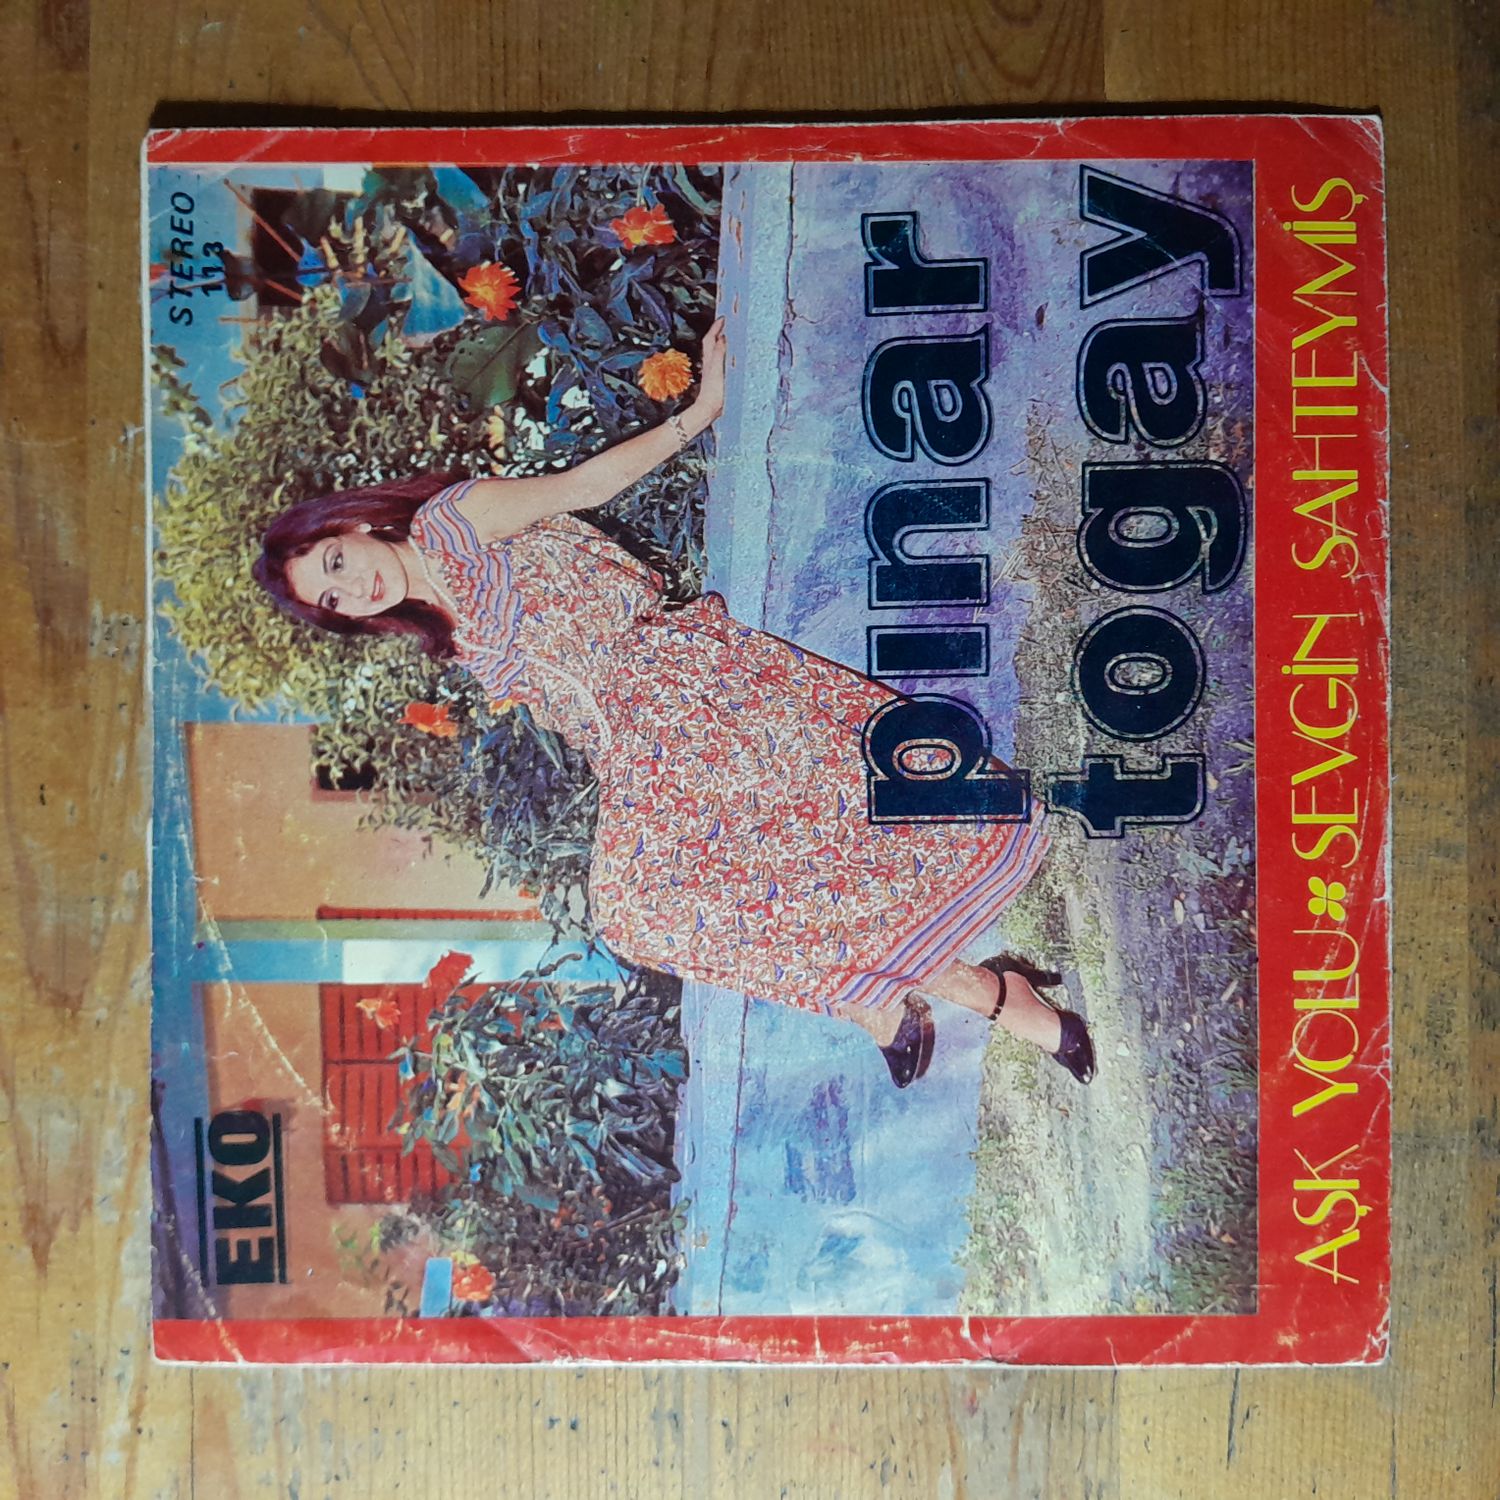 EKO
STEREO
113
pınar
togay
AŞK YOLU SEVGİN SAHTEYMİŞ